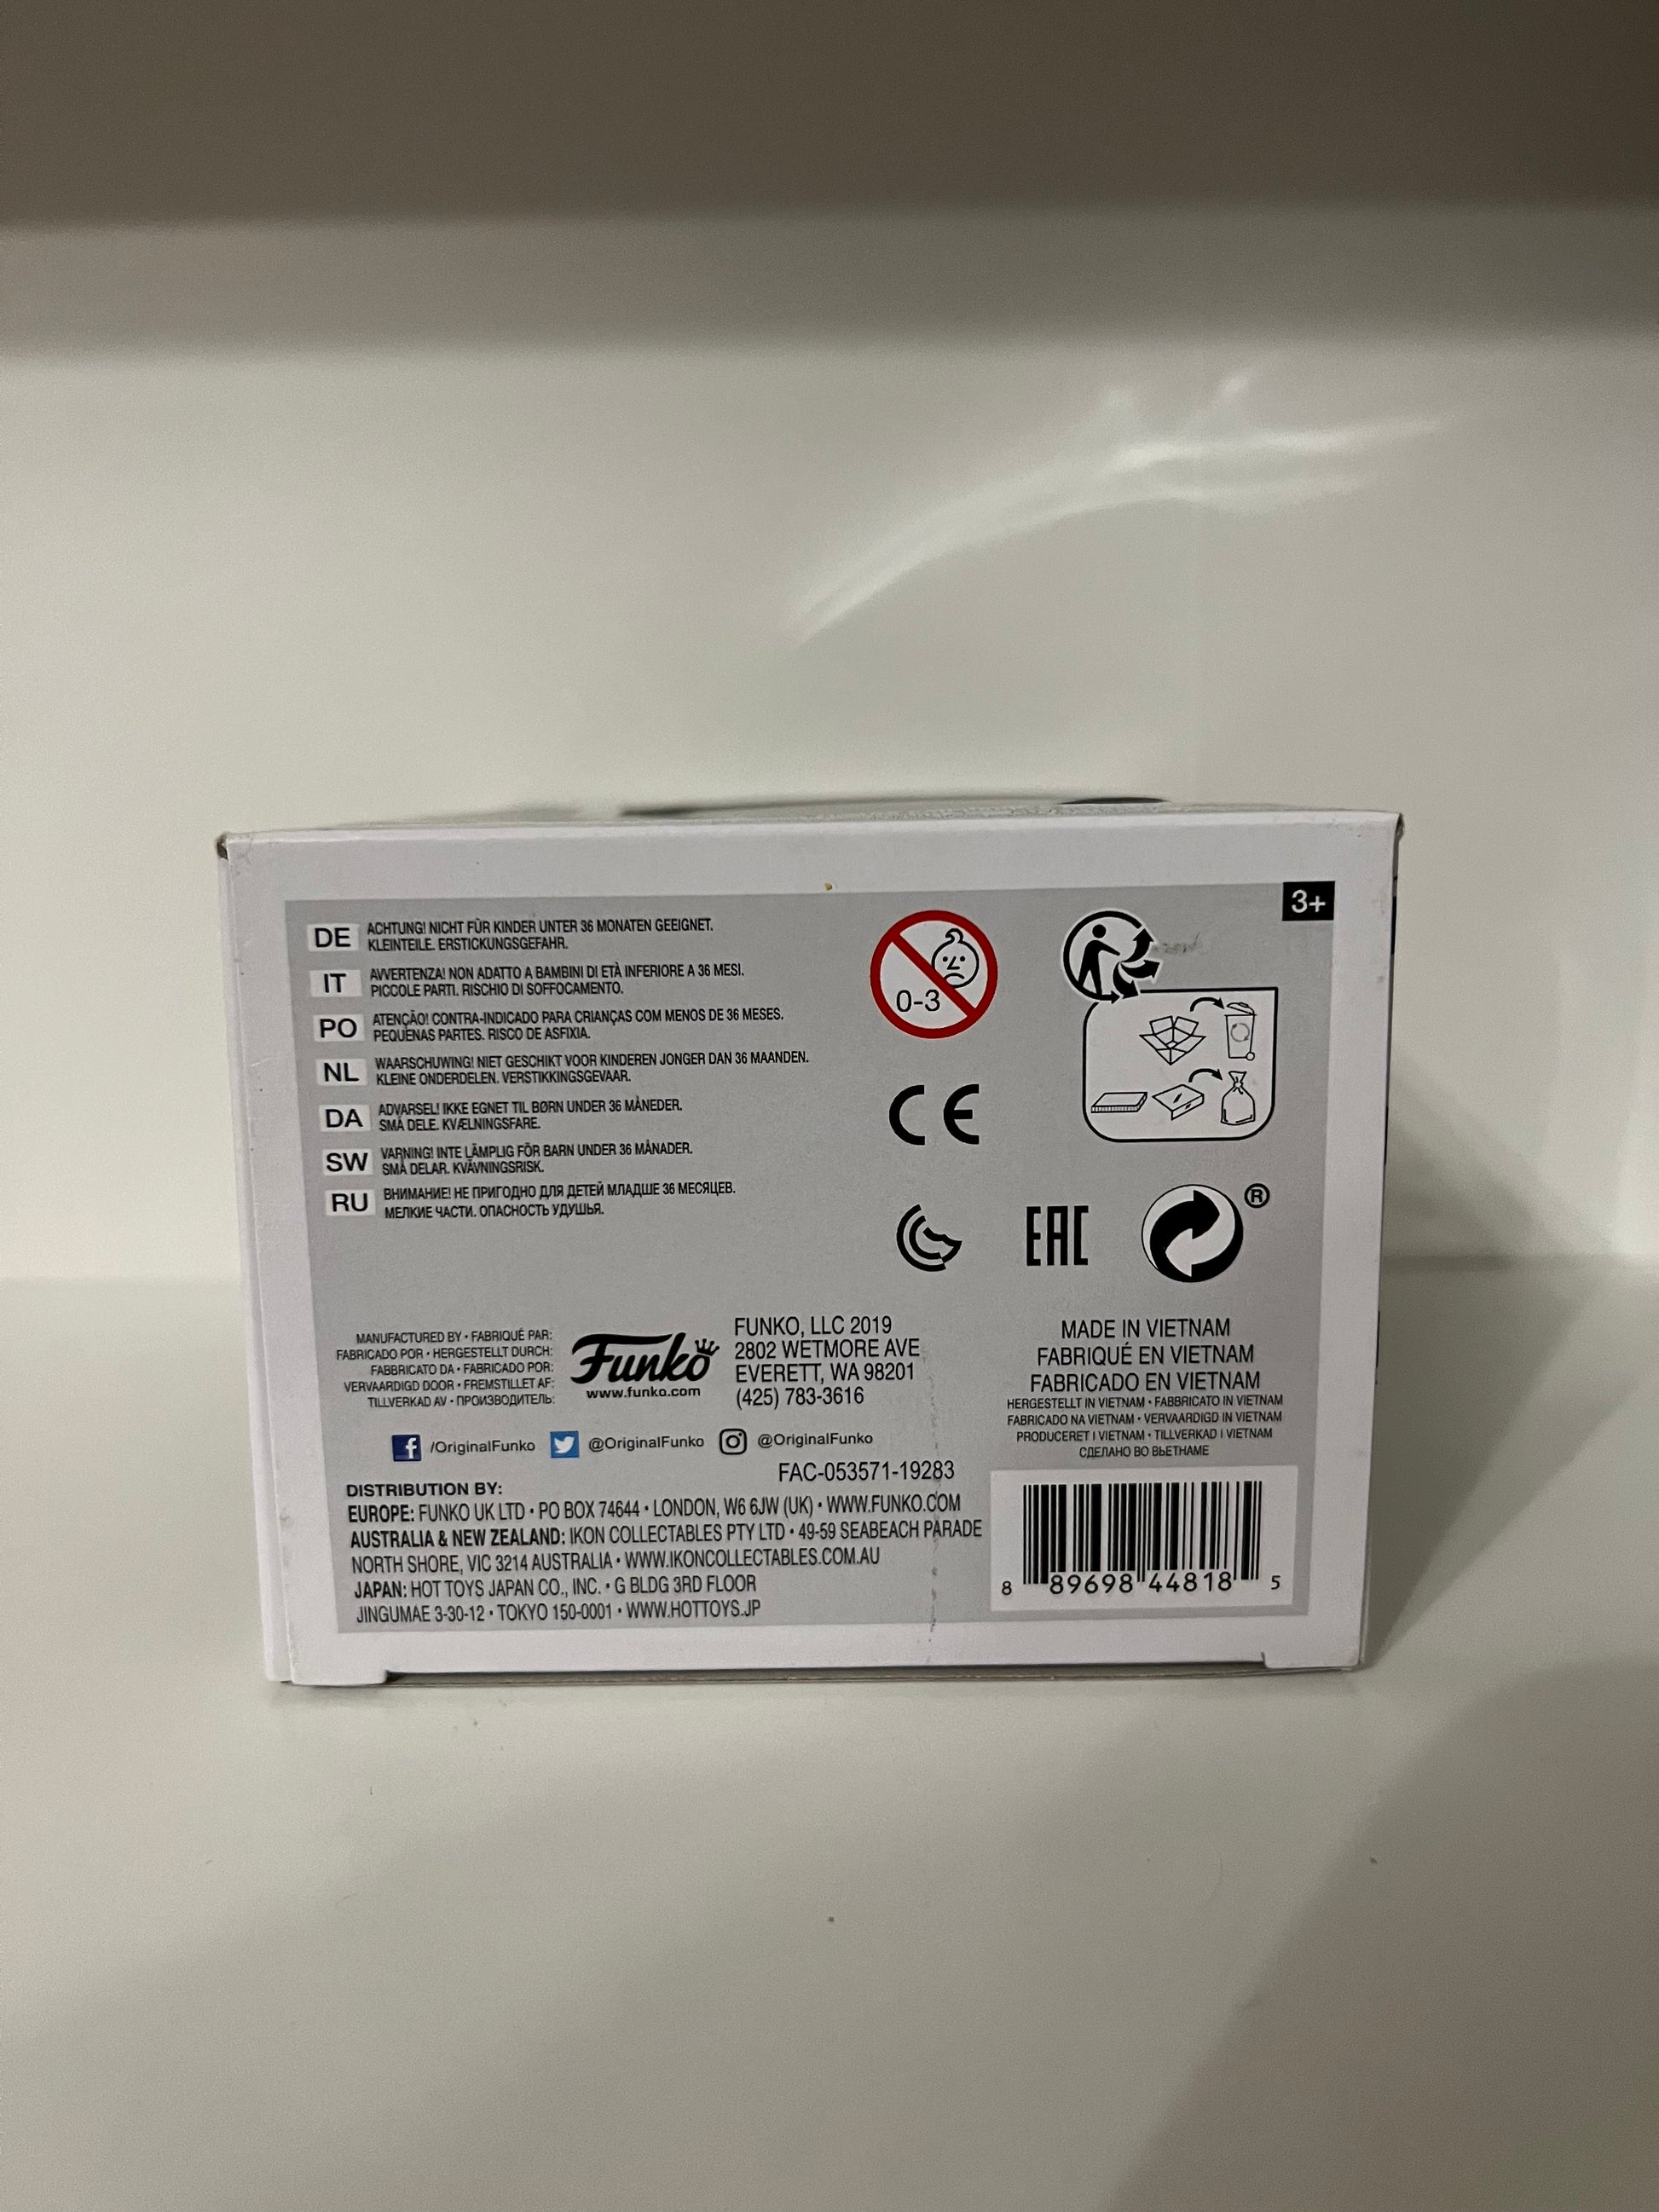 3+
DE ACHTUNG! NICHT FÜR KINDER UNTER 36 MONATEN GEEIGNET.
KLEINTEILE. ERSTICKUNGSGEFAHR.
IT AVVERTENZA! NON ADATTO A BAMBINI DI ETÀ INFERIORE A 36 MESI.
PICCOLE PARTI. RISCHIO DI SOFFOCAMENTO.
PO ATENÇÃO! CONTRA-INDICADO PARA CRIANÇAS COM MENOS DE 36 MESES.
PEQUENAS PARTES. RISCO DE ASFIXIA.
NL WAARSCHUWING! NIET GESCHIKT VOOR KINDEREN JONGER DAN 36 MAANDEN.
KLEINE ONDERDELEN. VERSTIKKINGSGEVAAR.
DA ADVARSEL! IKKE EGNET TIL BØRN UNDER 36 MÅNEDER.
SMÅ DELE. KVÆLNINGSFARE.
SW VARNING! INTE LÄMPLIG FÖR BARN UNDER 36 MÅNADER.
SMÅ DELAR. KVÄVNINGSRISK.
RU ВНИМАНИЕ! НЕ ПРИГОДНО ДЛЯ ДЕТЕЙ МЛАДШЕ 36 МЕСЯЦЕВ.
МЕЛКИЕ ЧАСТИ. ОПАСНОСТЬ УДУШЬЯ.
0-3
CE
EAC
®
MANUFACTURED BY • FABRIQUÉ PAR:
FABRICADO POR • HERGESTELLT DURCH:
FABBRICATO DA • FABRICADO POR:
VERVAARDIGD DOOR • FREMSTILLET AF:
TILLVERKAD AV • ПРОИЗВОДИТЕЛЬ:
Funko
www.funko.com
FUNKO, LLC 2019
2802 WETMORE AVE
EVERETT, WA 98201
(425) 783-3616
MADE IN VIETNAM
FABRIQUÉ EN VIETNAM
FABRICADO EN VIETNAM
HERGESTELLT IN VIETNAM • FABBRICATO IN VIETNAM
FABRICADO NA VIETNAM • VERVAARDIGD IN VIETNAM
PRODUCERET I VIETNAM • TILLVERKAD I VIETNAM
СДЕЛАНО ВО ВЬЕТНАМЕ
/OriginalFunko @OriginalFunko @OriginalFunko
FAC-053571-19283
DISTRIBUTION BY:
EUROPE: FUNKO UK LTD • PO BOX 74644 • LONDON, W6 6JW (UK) • WWW.FUNKO.COM
AUSTRALIA & NEW ZEALAND: IKON COLLECTABLES PTY LTD • 49-59 SEABEACH PARADE
NORTH SHORE, VIC 3214 AUSTRALIA • WWW.IKONCOLLECTABLES.COM.AU
JAPAN: HOT TOYS JAPAN CO., INC. • G BLDG 3RD FLOOR
JINGUMAE 3-30-12 • TOKYO 150-0001 • WWW.HOTTOYS.JP
8 89698 44818 5